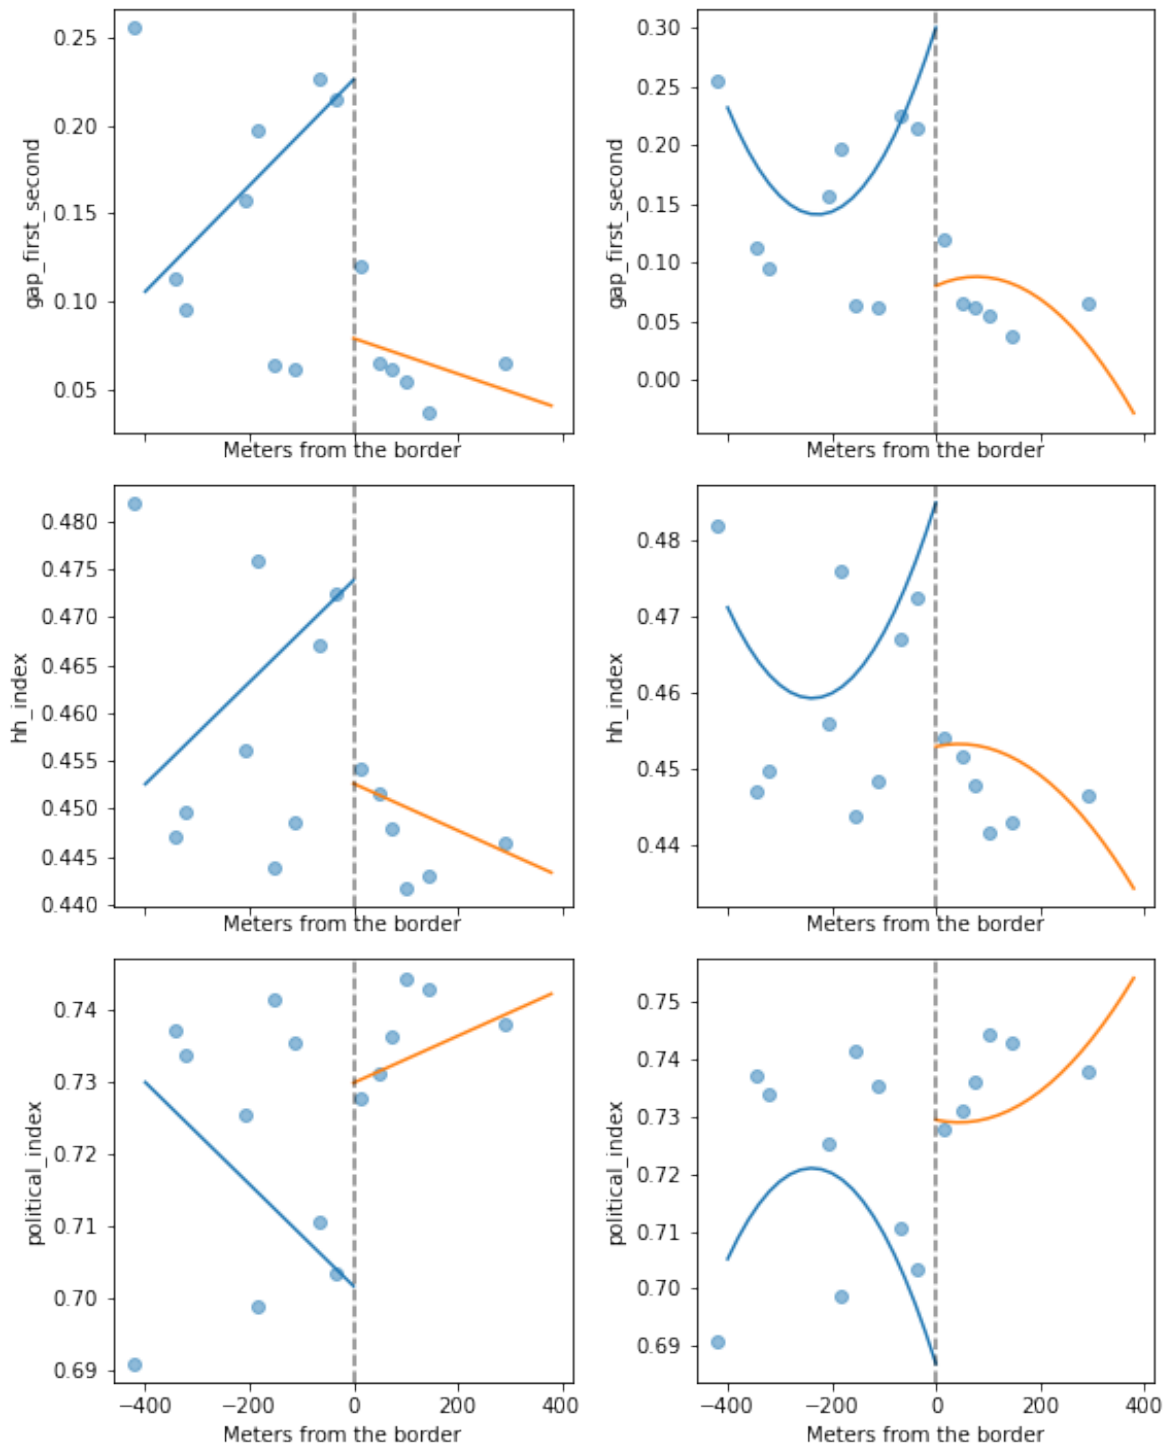 0.25
0.20
0.15
0.10
0.05
gap_first_second
Meters from the border
0.30
0.25
0.20
0.15
0.10
0.05
0.00
gap_first_second
Meters from the border
0.480
0.475
0.470
0.465
0.460
0.455
0.450
0.445
0.440
hh_index
Meters from the border
0.48
0.47
0.46
0.45
0.44
hh_index
Meters from the border
0.74
0.73
0.72
0.71
0.70
0.69
political_index
−400 −200 0 200 400
Meters from the border
0.75
0.74
0.73
0.72
0.71
0.70
0.69
political_index
−400 −200 0 200 400
Meters from the border